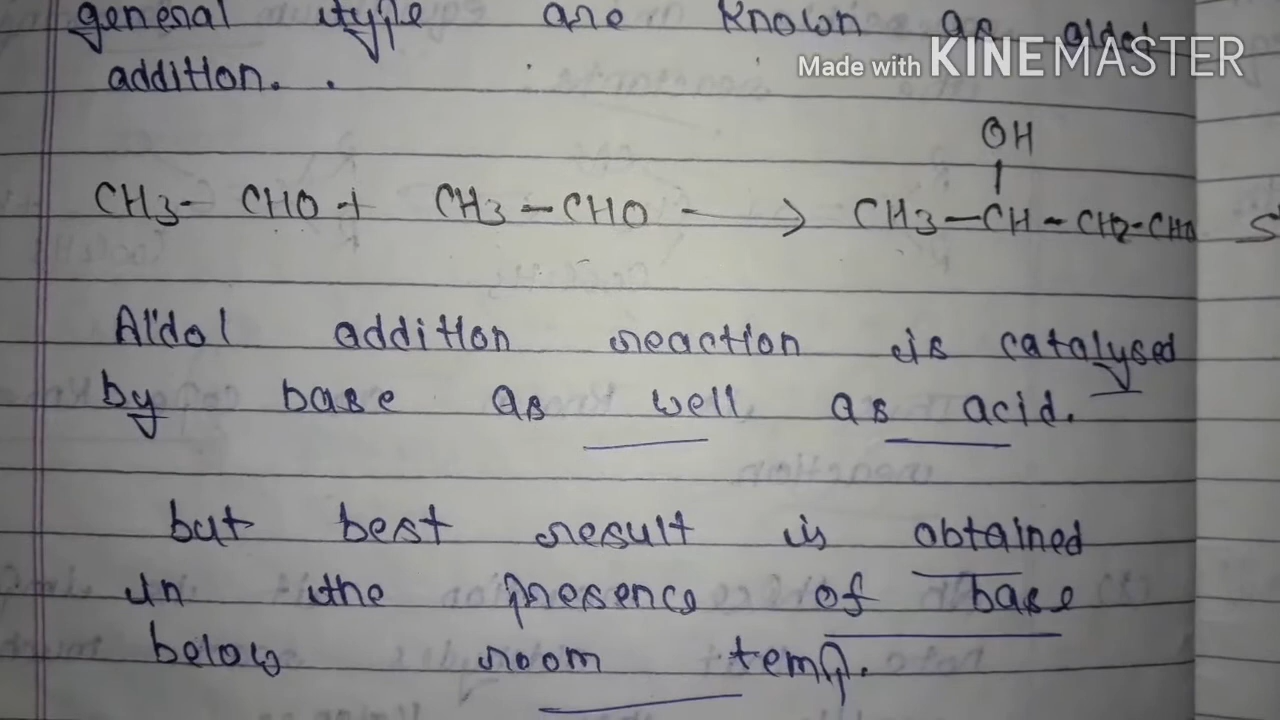 general type are known as aldol
Made with KINEMASTER
addition.
OH
CH3- CHO + CH3-CHO → CH3-CH-CH2-CHO
Aldol addition reaction is catalysed
by base as well as acid.
but best result is obtained
in the presence of base
below room temp.